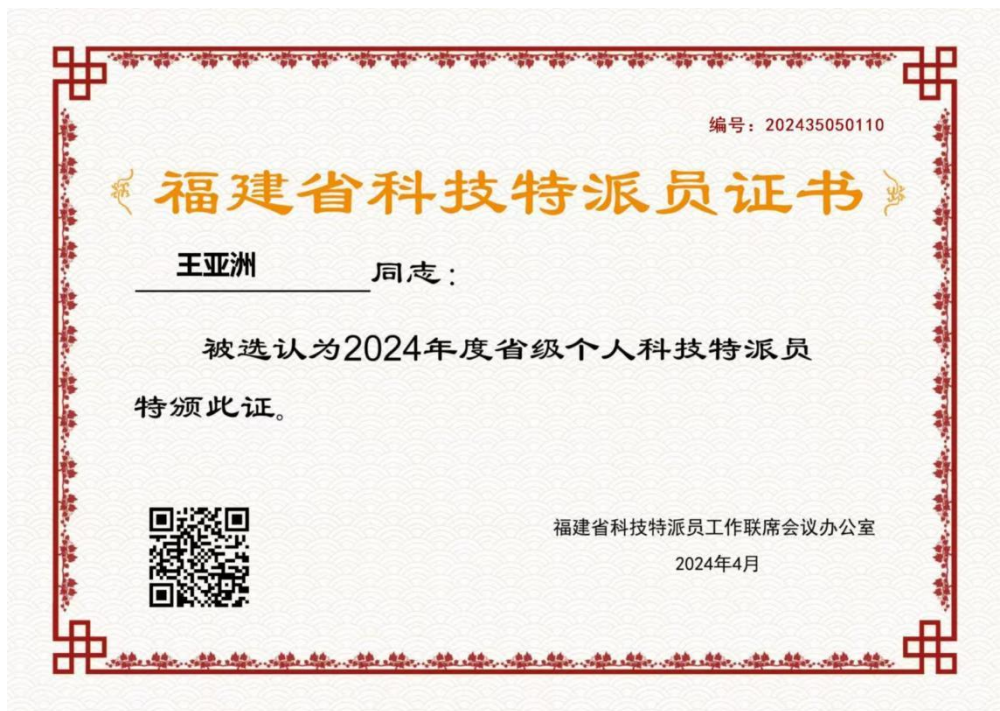 编号：202435050110
福建省科技特派员证书
王亚洲 同志：
被选认为2024年度省级个人科技特派员
特颁此证。
福建省科技特派员工作联席会议办公室
2024年4月